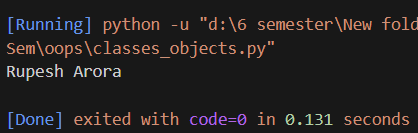 [Running] python -u "d:\6 semester\New fold
Sem\oops\classes_objects.py"
Rupesh Arora
[Done] exited with code=0 in 0.131 seconds